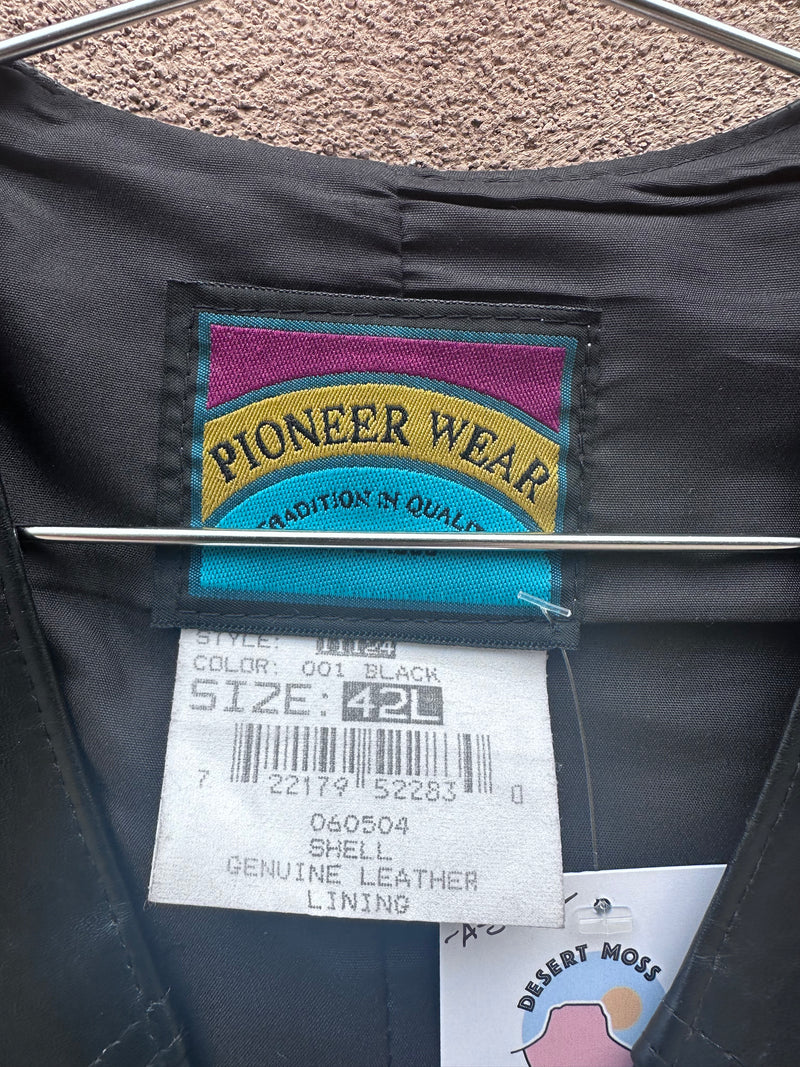 PIONEER WEAR
TRADITION IN QUALIT
STYLE: 11124
COLOR: 001 BLACK
SIZE: 42L
7 22179 52283 0
060504
SHELL
GENUINE LEATHER
LINING
DESERT MOSS